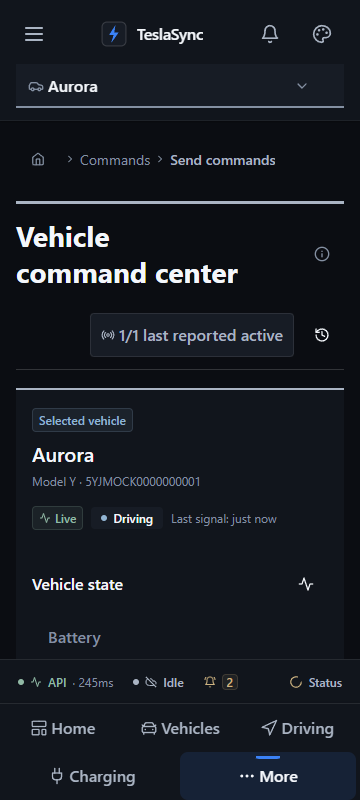 TeslaSync
Aurora
Commands Send commands
Vehicle
command center
1/1 last reported active
Selected vehicle
Aurora
Model Y · 5YJMOCK0000000001
Live Driving Last signal: just now
Vehicle state
Battery
API · 245ms Idle 2 Status
Home Vehicles Driving
Charging More